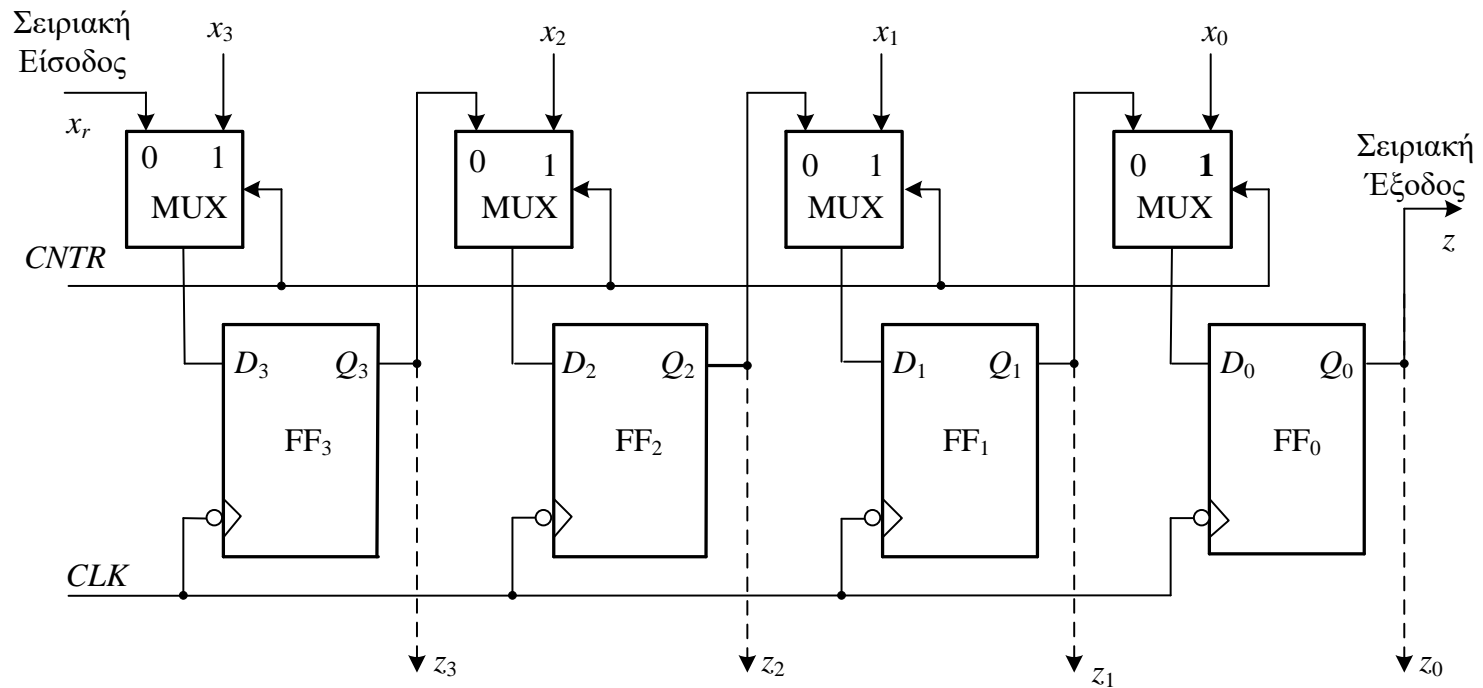 Σειριακή
Είσοδος
x₃
x₂
x₁
x₀
xᵣ
0 1
MUX
0 1
MUX
0 1
MUX
0 1
MUX
Σειριακή
Έξοδος
z
CNTR
D₃ Q₃
FF₃
D₂ Q₂
FF₂
D₁ Q₁
FF₁
D₀ Q₀
FF₀
CLK
z₃
z₂
z₁
z₀